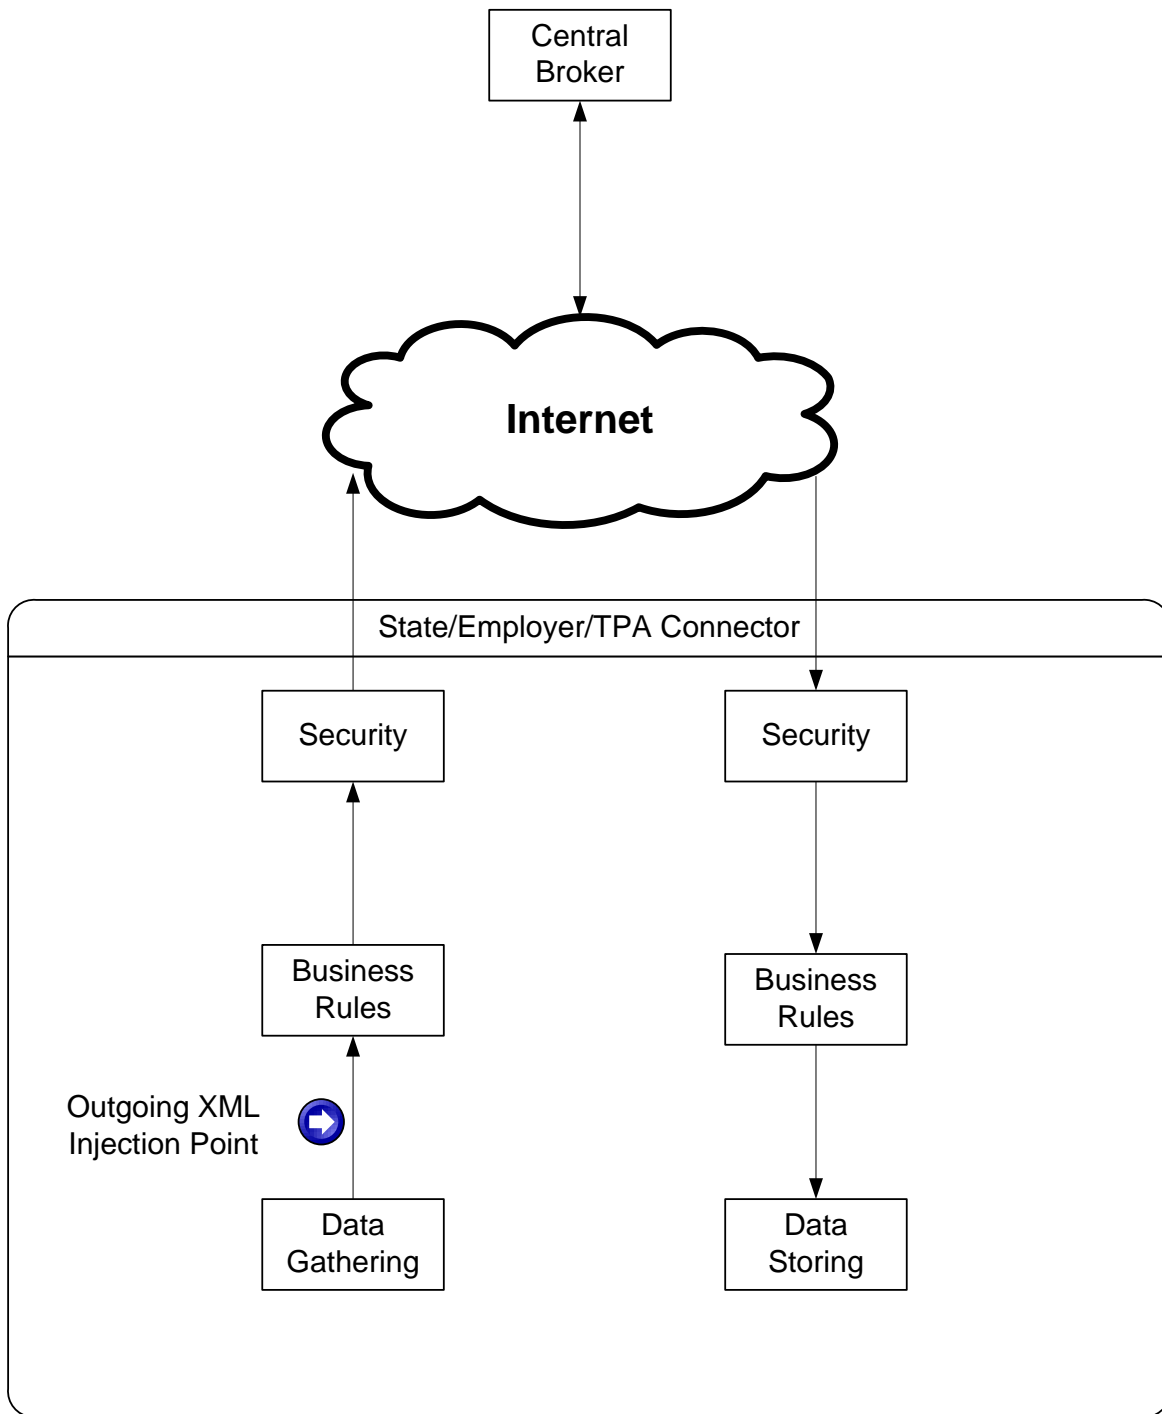 Central
Broker
Internet
State/Employer/TPA Connector
Security
Security
Business
Rules
Business
Rules
Outgoing XML
Injection Point
Data
Gathering
Data
Storing